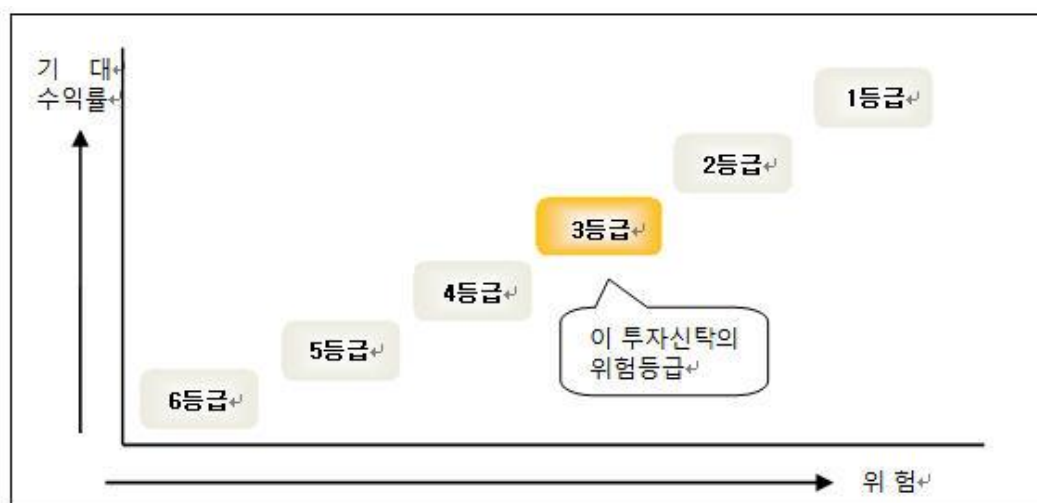 기 대
수익률
1등급
2등급
3등급
4등급
이 투자신탁의
위험등급
5등급
6등급
위 험